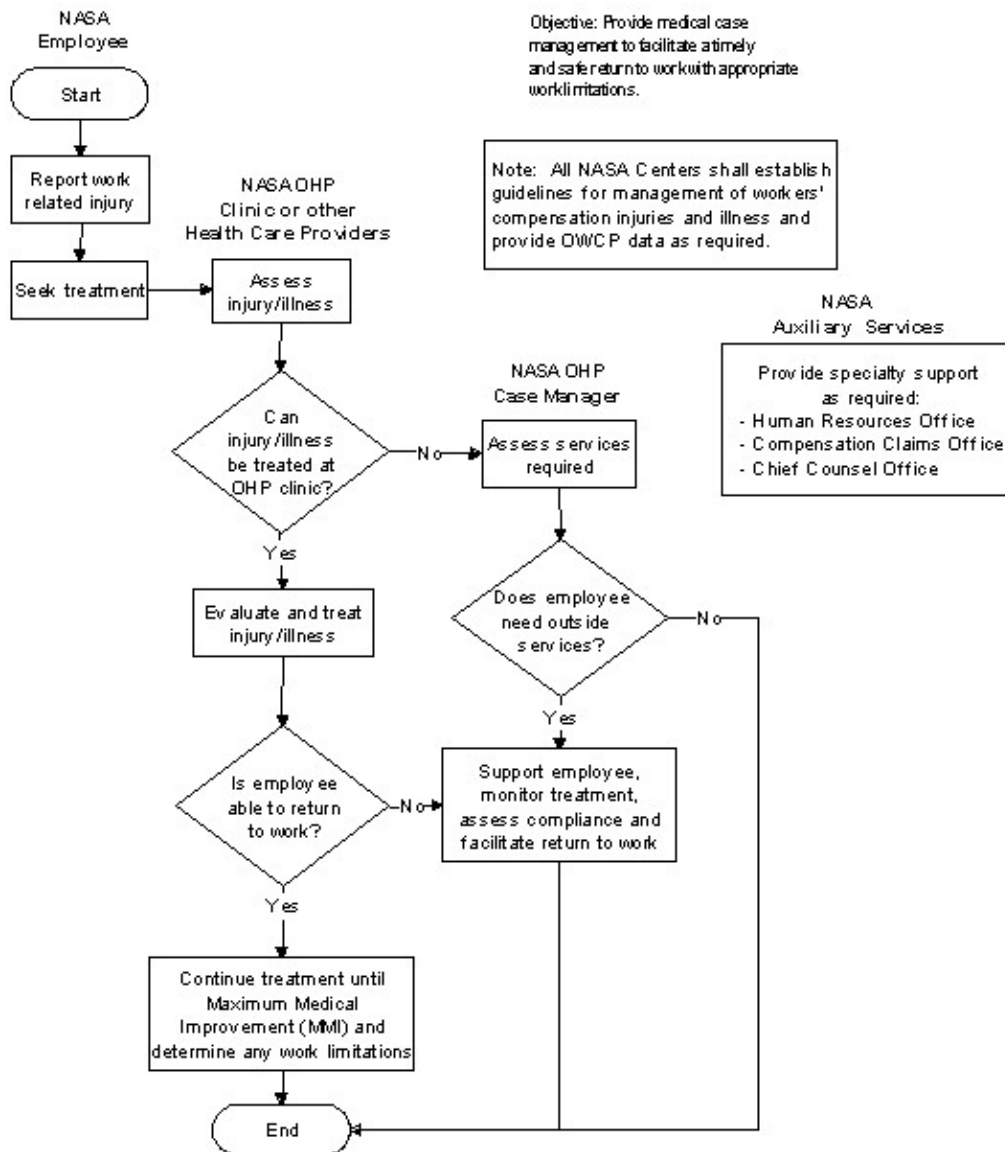 NASA
Employee
Start
Report work
related injury
Seek treatment
NASA OHP
Clinic or other
Health Care Providers
Assess
injury/illness
Can
injury/illness
be treated at
OHP clinic?
No
Yes
Evaluate and treat
injury/illness
Is employee
able to return
to work?
No
Yes
Continue treatment until
Maximum Medical
Improvement (MMI) and
determine any work limitations
End
NASA OHP
Case Manager
Assess services
required
Does employee
need outside
services?
No
Yes
Support employee,
monitor treatment,
assess compliance and
facilitate return to work
Objective: Provide medical case
management to facilitate a timely
and safe return to work with appropriate
work limitations.
Note: All NASA Centers shall establish
guidelines for management of workers'
compensation injuries and illness and
provide OWCP data as required.
NASA
Auxiliary Services
Provide specialty support
as required:
- Human Resources Office
- Compensation Claims Office
- Chief Counsel Office